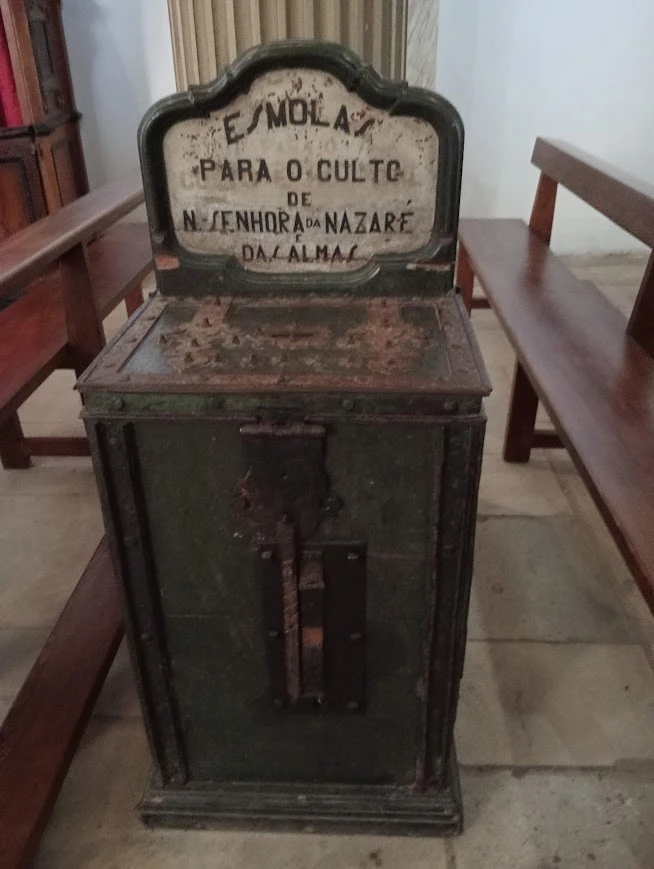 ESMOLAS
PARA O CULTO
DE
N. SENHORA DA NAZARÉ
E
DAS ALMAS